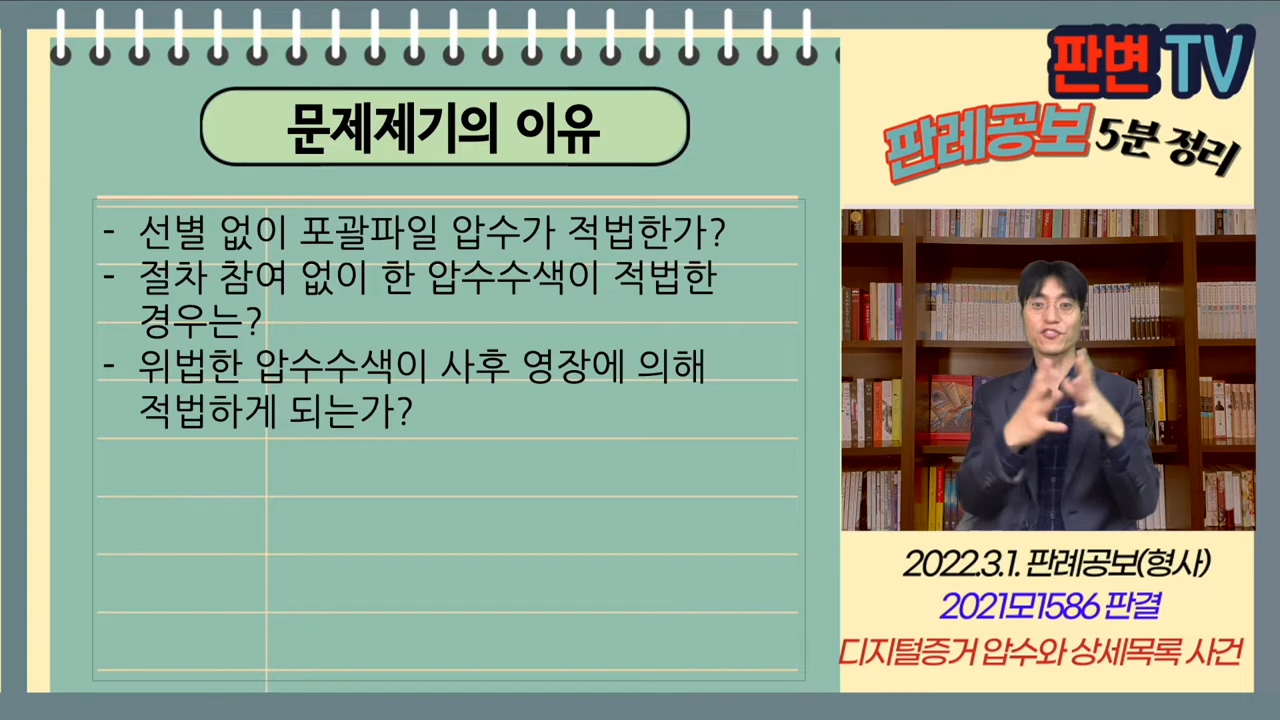 문제제기의 이유
- 선별 없이 포괄파일 압수가 적법한가?
- 절차 참여 없이 한 압수수색이 적법한
경우는?
- 위법한 압수수색이 사후 영장에 의해
적법하게 되는가?
판변 TV
판례공보 5분 정리
2022.3.1. 판례공보(형사)
2021모1586 판결
디지털증거 압수와 상세목록 사건